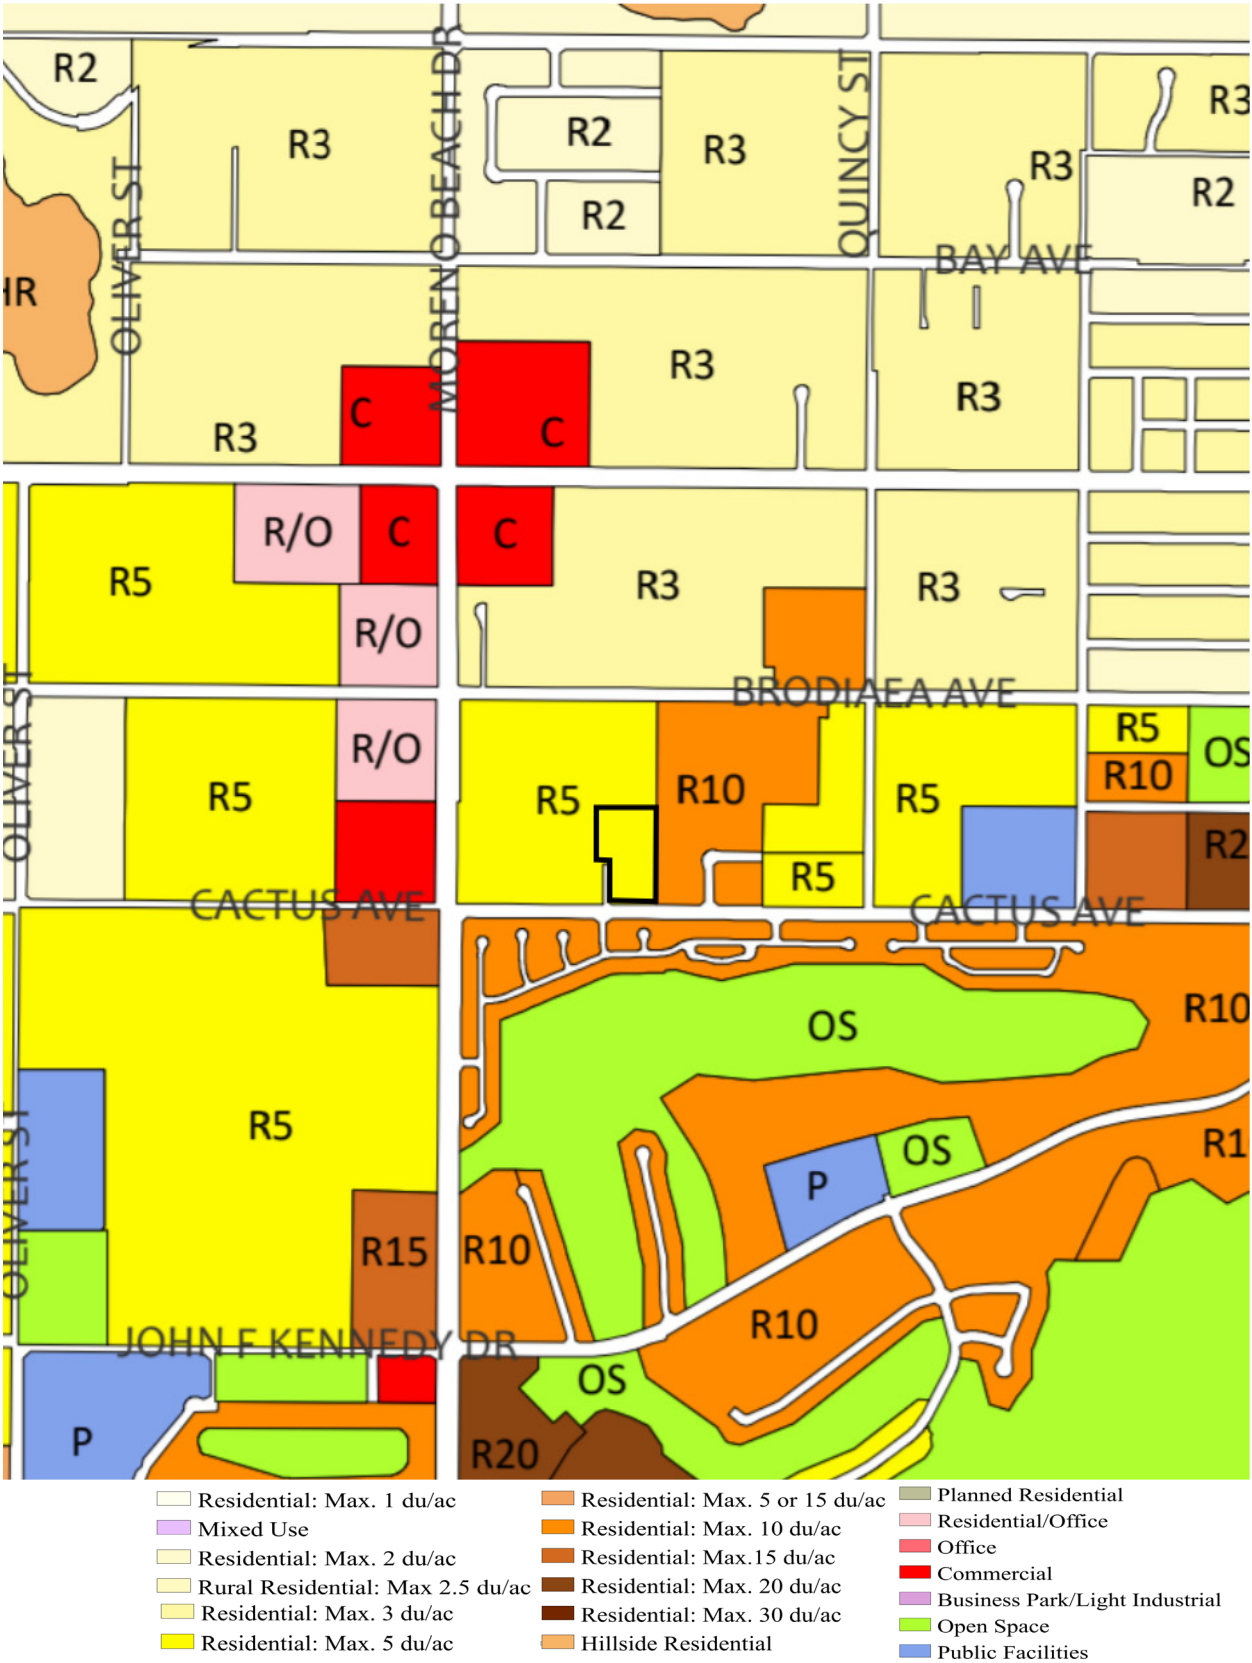 R2
R3
R2
R3
R2
R3
R3
R2
OLIVER ST
MORENO BEACH DR
QUINCY ST
BAY AVE
HR
R3
C
C
R3
R3
R5
R/O
C
C
R/O
R3
R3
BRODIAEA AVE
OLIVER ST
R5
R/O
R5
R10
R5
R5
R5
R10
OS
R2
CACTUS AVE
CACTUS AVE
OS
R10
R5
OLIVER ST
P
OS
R1
R15
R10
R10
JOHN F KENNEDY DR
OS
P
R20
Residential: Max. 1 du/ac
Mixed Use
Residential: Max. 2 du/ac
Rural Residential: Max 2.5 du/ac
Residential: Max. 3 du/ac
Residential: Max. 5 du/ac
Residential: Max. 5 or 15 du/ac
Residential: Max. 10 du/ac
Residential: Max.15 du/ac
Residential: Max. 20 du/ac
Residential: Max. 30 du/ac
Hillside Residential
Planned Residential
Residential/Office
Office
Commercial
Business Park/Light Industrial
Open Space
Public Facilities